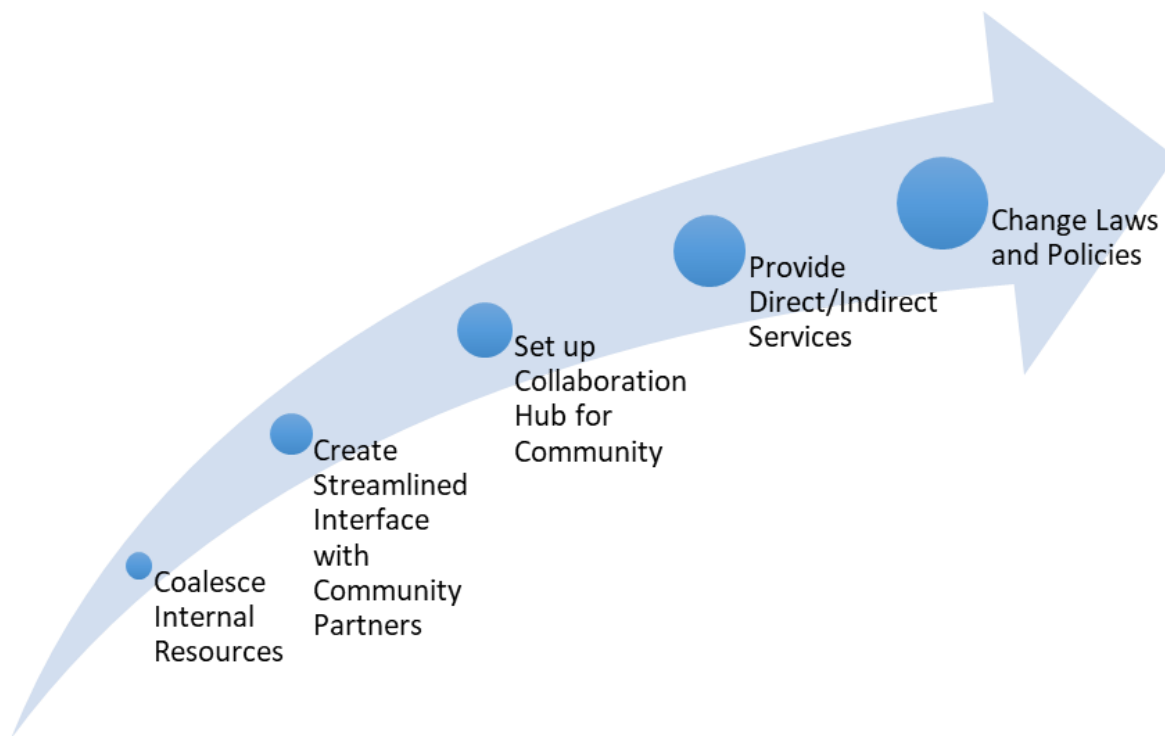 Coalesce
Internal
Resources
Create
Streamlined
Interface
with
Community
Partners
Set up
Collaboration
Hub for
Community
Provide
Direct/Indirect
Services
Change Laws
and Policies